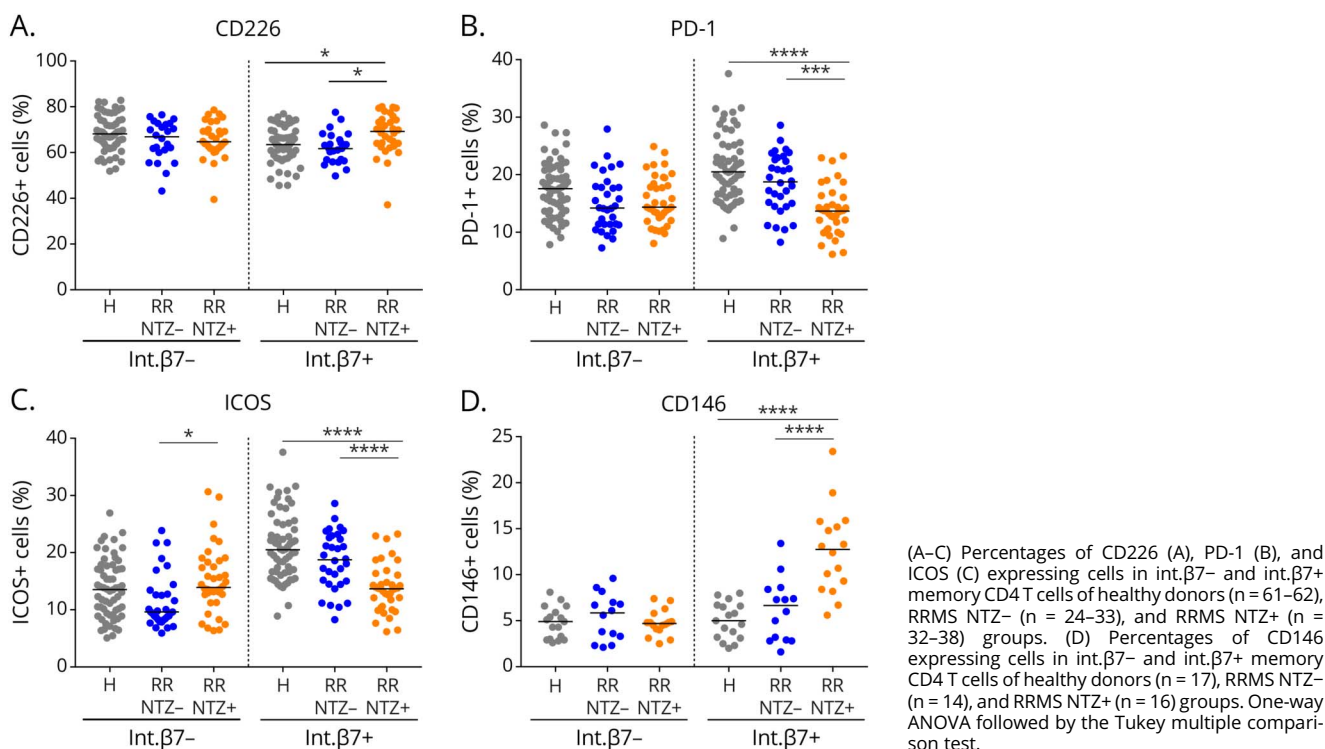 A.
CD226
CD226+ cells (%)
100
80
60
40
20
0
*
*
H
RR
NTZ−
RR
NTZ+
H
RR
NTZ−
RR
NTZ+
Int.β7−
Int.β7+
B.
PD-1
PD-1+ cells (%)
40
30
20
10
0
****
***
H
RR
NTZ−
RR
NTZ+
H
RR
NTZ−
RR
NTZ+
Int.β7−
Int.β7+
C.
ICOS
ICOS+ cells (%)
40
30
20
10
0
*
****
****
H
RR
NTZ−
RR
NTZ+
H
RR
NTZ−
RR
NTZ+
Int.β7−
Int.β7+
D.
CD146
CD146+ cells (%)
25
20
15
10
5
0
****
****
H
RR
NTZ−
RR
NTZ+
H
RR
NTZ−
RR
NTZ+
Int.β7−
Int.β7+
(A–C) Percentages of CD226 (A), PD-1 (B), and
ICOS (C) expressing cells in int.β7− and int.β7+
memory CD4 T cells of healthy donors (n = 61–62),
RRMS NTZ− (n = 24–33), and RRMS NTZ+ (n =
32–38) groups. (D) Percentages of CD146
expressing cells in int.β7− and int.β7+ memory
CD4 T cells of healthy donors (n = 17), RRMS NTZ−
(n = 14), and RRMS NTZ+ (n = 16) groups. One-way
ANOVA followed by the Tukey multiple compari-
son test.